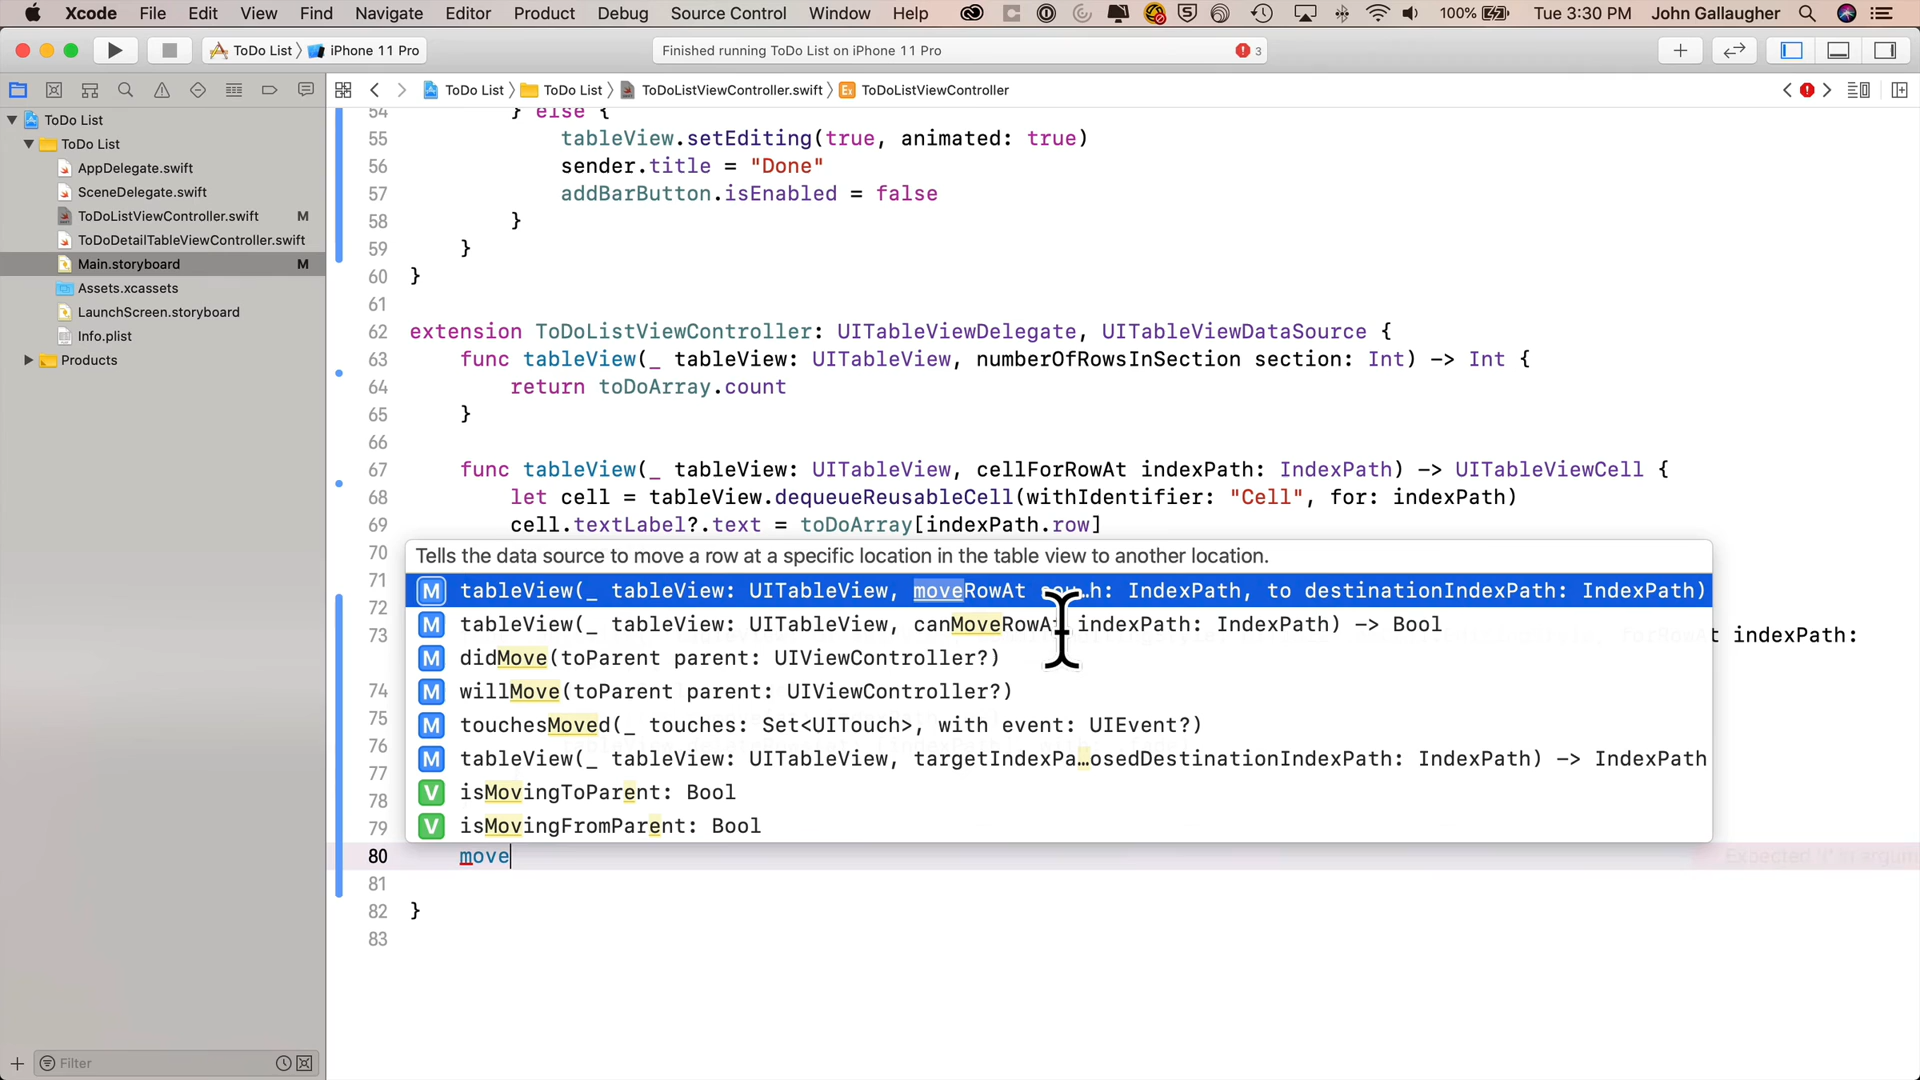 Xcode File Edit View Find Navigate Editor Product Debug Source Control Window Help 100% Tue 3:30 PM John Gallaugher
ToDo List iPhone 11 Pro Finished running ToDo List on iPhone 11 Pro 3
ToDo List ToDo List ToDoListViewController.swift Ex ToDoListViewController
ToDo List
ToDo List
AppDelegate.swift
SceneDelegate.swift
ToDoListViewController.swift M
ToDoDetailTableViewController.swift
Main.storyboard M
Assets.xcassets
LaunchScreen.storyboard
Info.plist
Products
Filter
54 } else {
55 tableView.setEditing(true, animated: true)
56 sender.title = "Done"
57 addBarButton.isEnabled = false
58 }
59 }
60 }
61
62 extension ToDoListViewController: UITableViewDelegate, UITableViewDataSource {
63 func tableView(_ tableView: UITableView, numberOfRowsInSection section: Int) -> Int {
64 return toDoArray.count
65 }
66
67 func tableView(_ tableView: UITableView, cellForRowAt indexPath: IndexPath) -> UITableViewCell {
68 let cell = tableView.dequeueReusableCell(withIdentifier: "Cell", for: indexPath)
69 cell.textLabel?.text = toDoArray[indexPath.row]
70 Tells the data source to move a row at a specific location in the table view to another location.
71 M tableView(_ tableView: UITableView, moveRowAt h: IndexPath, to destinationIndexPath: IndexPath)
72 M tableView(_ tableView: UITableView, canMoveRowAt indexPath: IndexPath) -> Bool
73 forRowAt indexPath:
M didMove(toParent parent: UIViewController?)
74 M willMove(toParent parent: UIViewController?)
75 M touchesMoved(_ touches: Set<UITouch>, with event: UIEvent?)
76 M tableView(_ tableView: UITableView, targetIndexPa…osedDestinationIndexPath: IndexPath) -> IndexPath
77
78 V isMovingToParent: Bool
79 V isMovingFromParent: Bool
80 move Expected
81
82 }
83